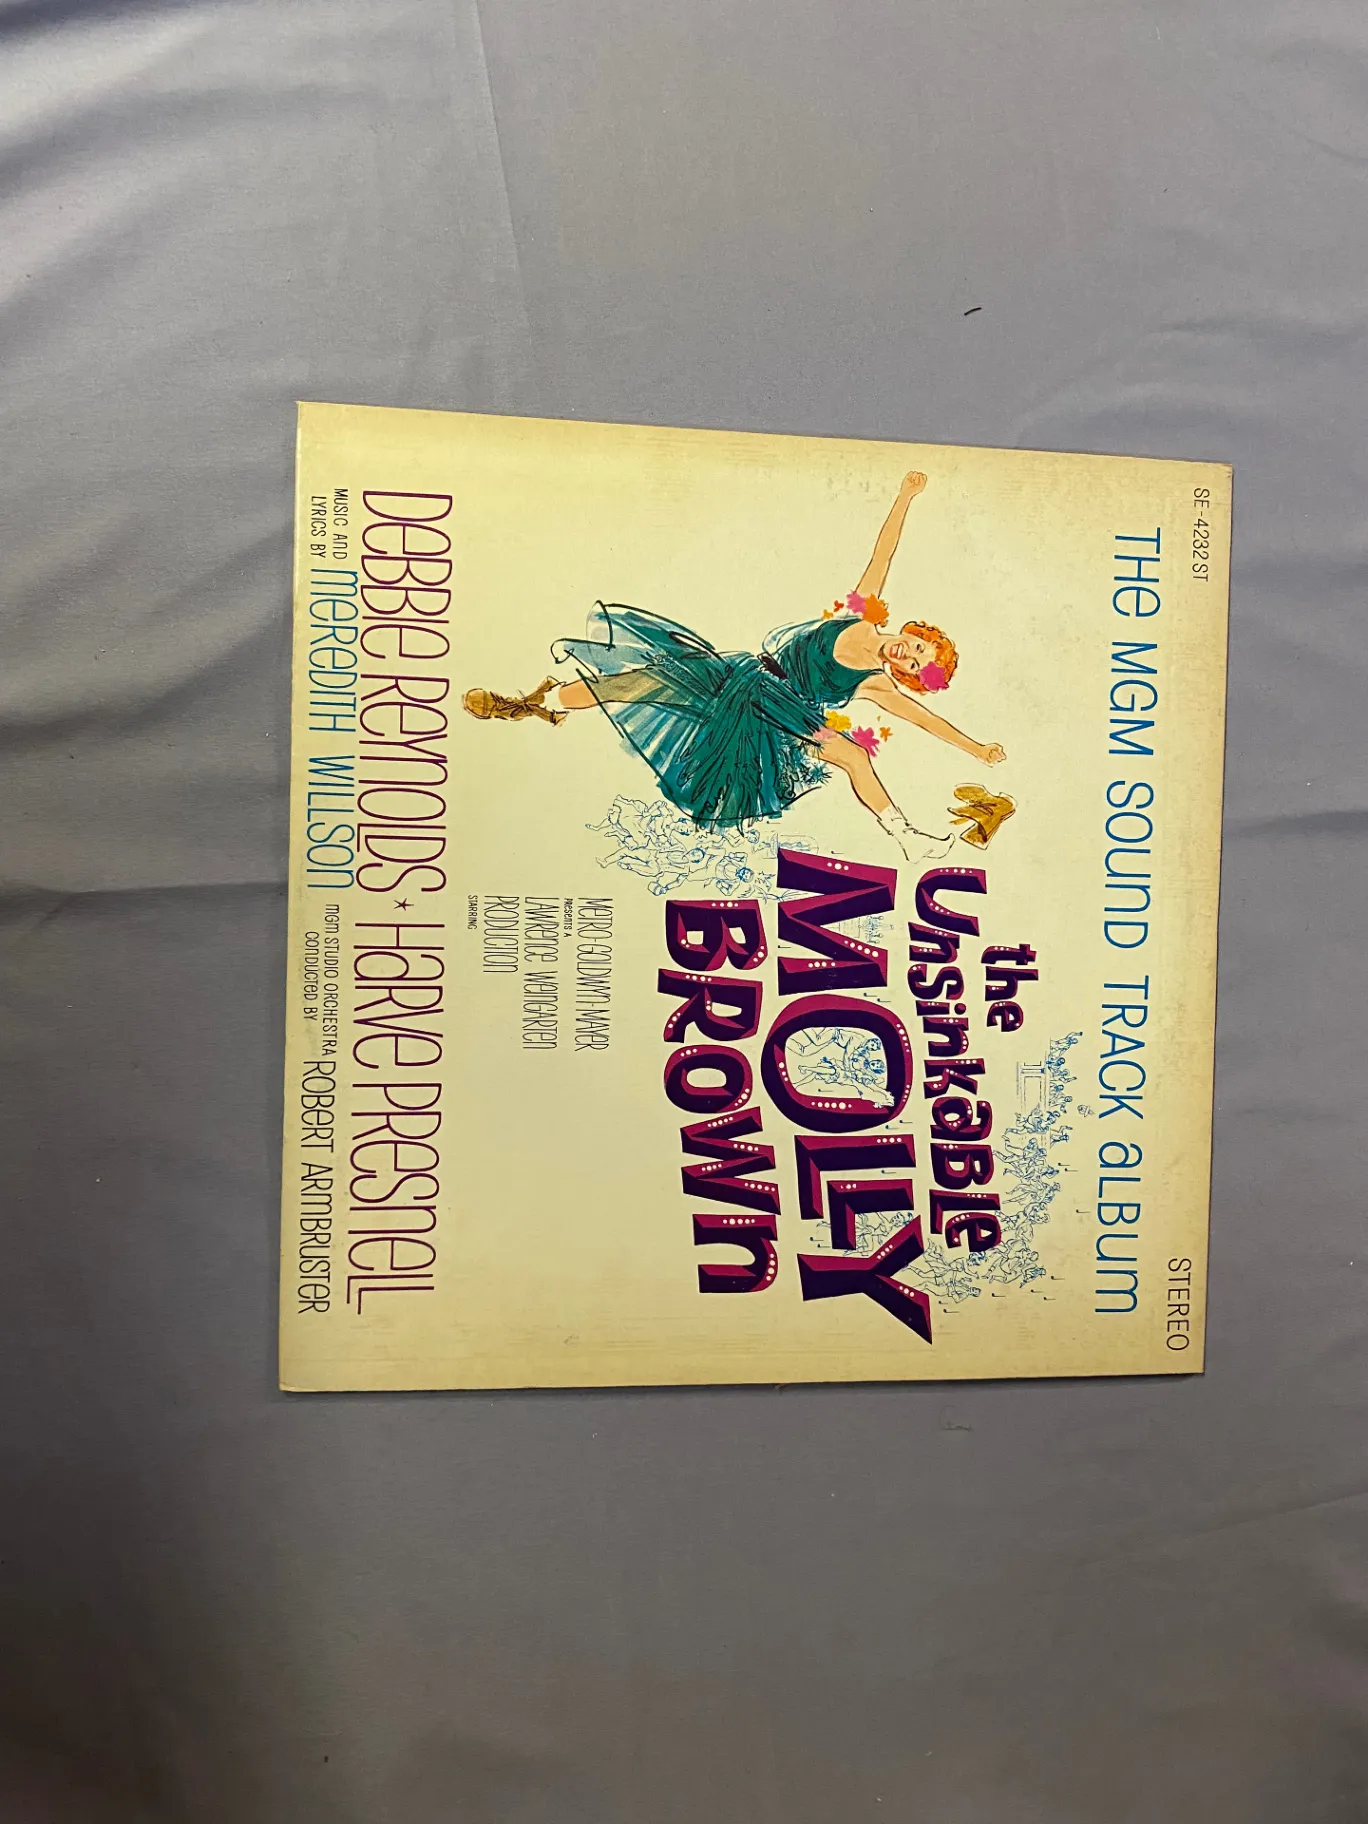 SE-4232 ST
STEREO
THE MGM SOUND TRACK ALBUM
the
Unsinkable
MOLLY
BROWN
METRO-GOLDWYN-MAYER
PRESENTS A
LAWRENCE WEINGARTEN
PRODUCTION
STARRING
DEBBIE REYNOLDS ★ HARVE PRESNELL
MUSIC AND
LYRICS BY MEREDITH WILLSON
MGM STUDIO ORCHESTRA
CONDUCTED BY ROBERT ARMBRUSTER